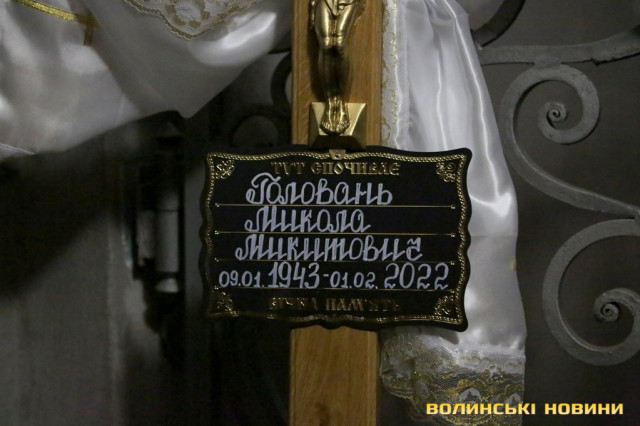 ТУТ СПОЧИВАЄ
Головань
Микола
Микитович
09.01.1943-01.02.2022
ВІЧНА ПАМ'ЯТЬ
ВОЛИНСЬКІ НОВИНИ